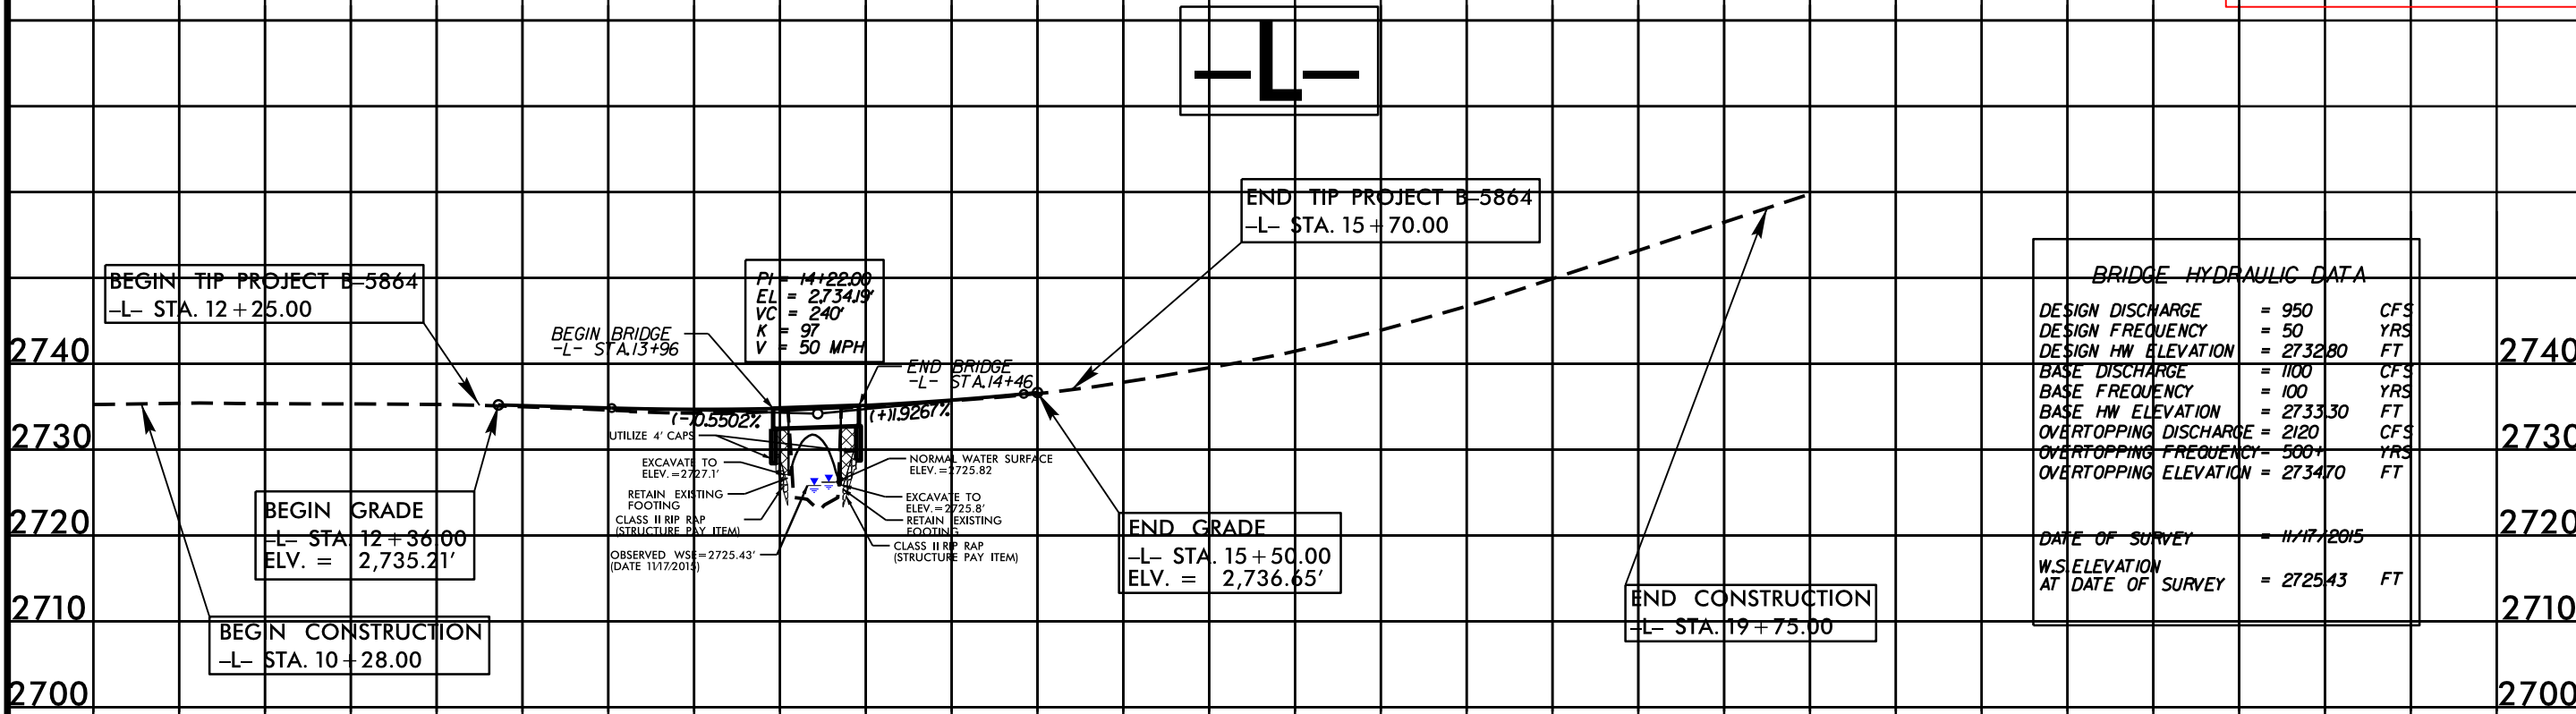 –L–
END TIP PROJECT B–5864
–L– STA. 15+70.00
BEGIN TIP PROJECT B–5864
–L– STA. 12+25.00
PI = 14+22.00
EL = 2,734.19'
VC = 240'
K = 97
V = 50 MPH
BEGIN BRIDGE
-L- STA.13+96
END BRIDGE
-L- STA.14+46
2740
2740
(-)0.5502%
(+)1.9267%
2730
2730
UTILIZE 4' CAPS
EXCAVATE TO
ELEV.=2727.1'
RETAIN EXISTING
FOOTING
CLASS II RIP RAP
(STRUCTURE PAY ITEM)
OBSERVED WSE=2725.43'
(DATE 11/17/2015)
NORMAL WATER SURFACE
ELEV. =2725.82
EXCAVATE TO
ELEV.=2725.8'
RETAIN EXISTING
FOOTING
CLASS II RIP RAP
(STRUCTURE PAY ITEM)
BEGIN GRADE
–L– STA. 12+36.00
ELV. = 2,735.21'
END GRADE
–L– STA. 15+50.00
ELV. = 2,736.65'
2720
2720
BEGIN CONSTRUCTION
–L– STA. 10+28.00
END CONSTRUCTION
–L– STA. 19+75.00
2710
2710
2700
2700
BRIDGE HYDRAULIC DATA
DESIGN DISCHARGE = 950 CFS
DESIGN FREQUENCY = 50 YRS
DESIGN HW ELEVATION = 2732.80 FT
BASE DISCHARGE = 1100 CFS
BASE FREQUENCY = 100 YRS
BASE HW ELEVATION = 2733.30 FT
OVERTOPPING DISCHARGE = 2120 CFS
OVERTOPPING FREQUENCY= 500+ YRS
OVERTOPPING ELEVATION = 2734.70 FT
DATE OF SURVEY = 11/17/2015
W.S.ELEVATION
AT DATE OF SURVEY = 2725.43 FT